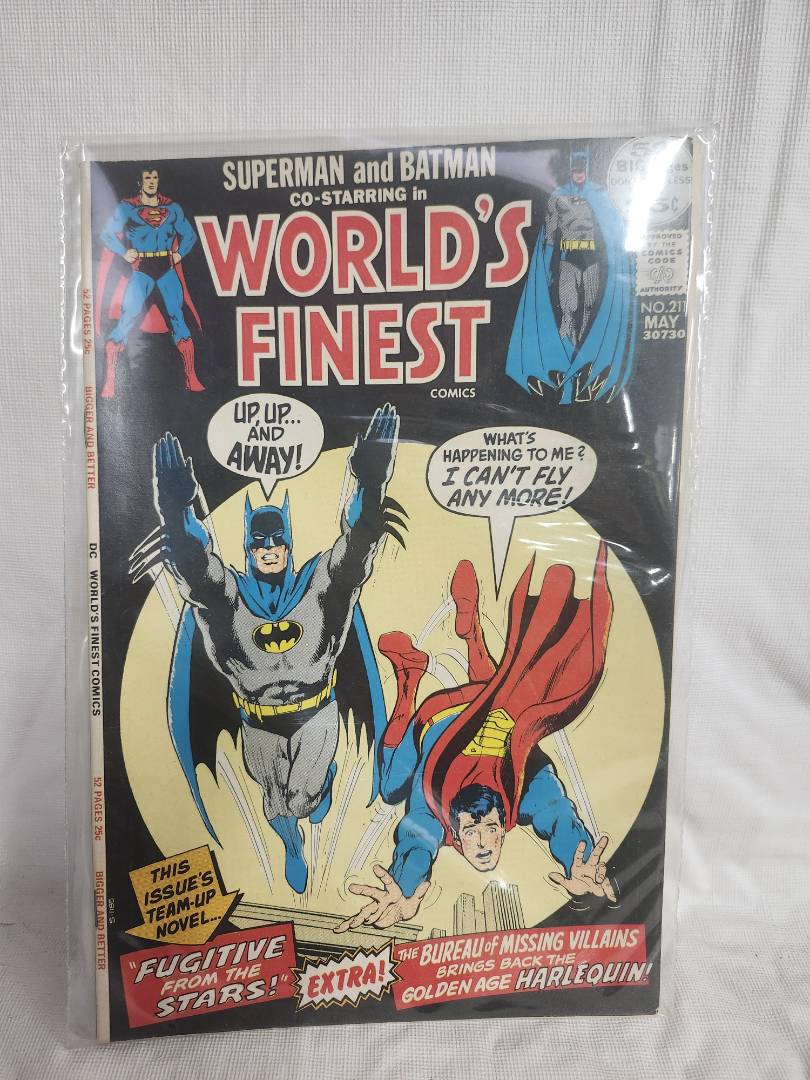 SUPERMAN and BATMAN
CO-STARRING in
WORLD'S
FINEST
COMICS
BIG
¢
APPROVED
BY THE
COMICS
CODE
AUTHORITY
NO.211
MAY
30730
UP, UP...
AND
AWAY!
WHAT'S
HAPPENING TO ME?
I CAN'T FLY
ANY MORE!
52 PAGES 25¢
BIGGER AND BETTER
DC WORLD'S FINEST COMICS
52 PAGES 25¢
BIGGER AND BETTER
THIS
ISSUE'S
TEAM-UP
NOVEL...
"FUGITIVE
FROM THE
STARS!"
EXTRA!
THE BUREAU of MISSING VILLAINS
BRINGS BACK THE
GOLDEN AGE HARLEQUIN!